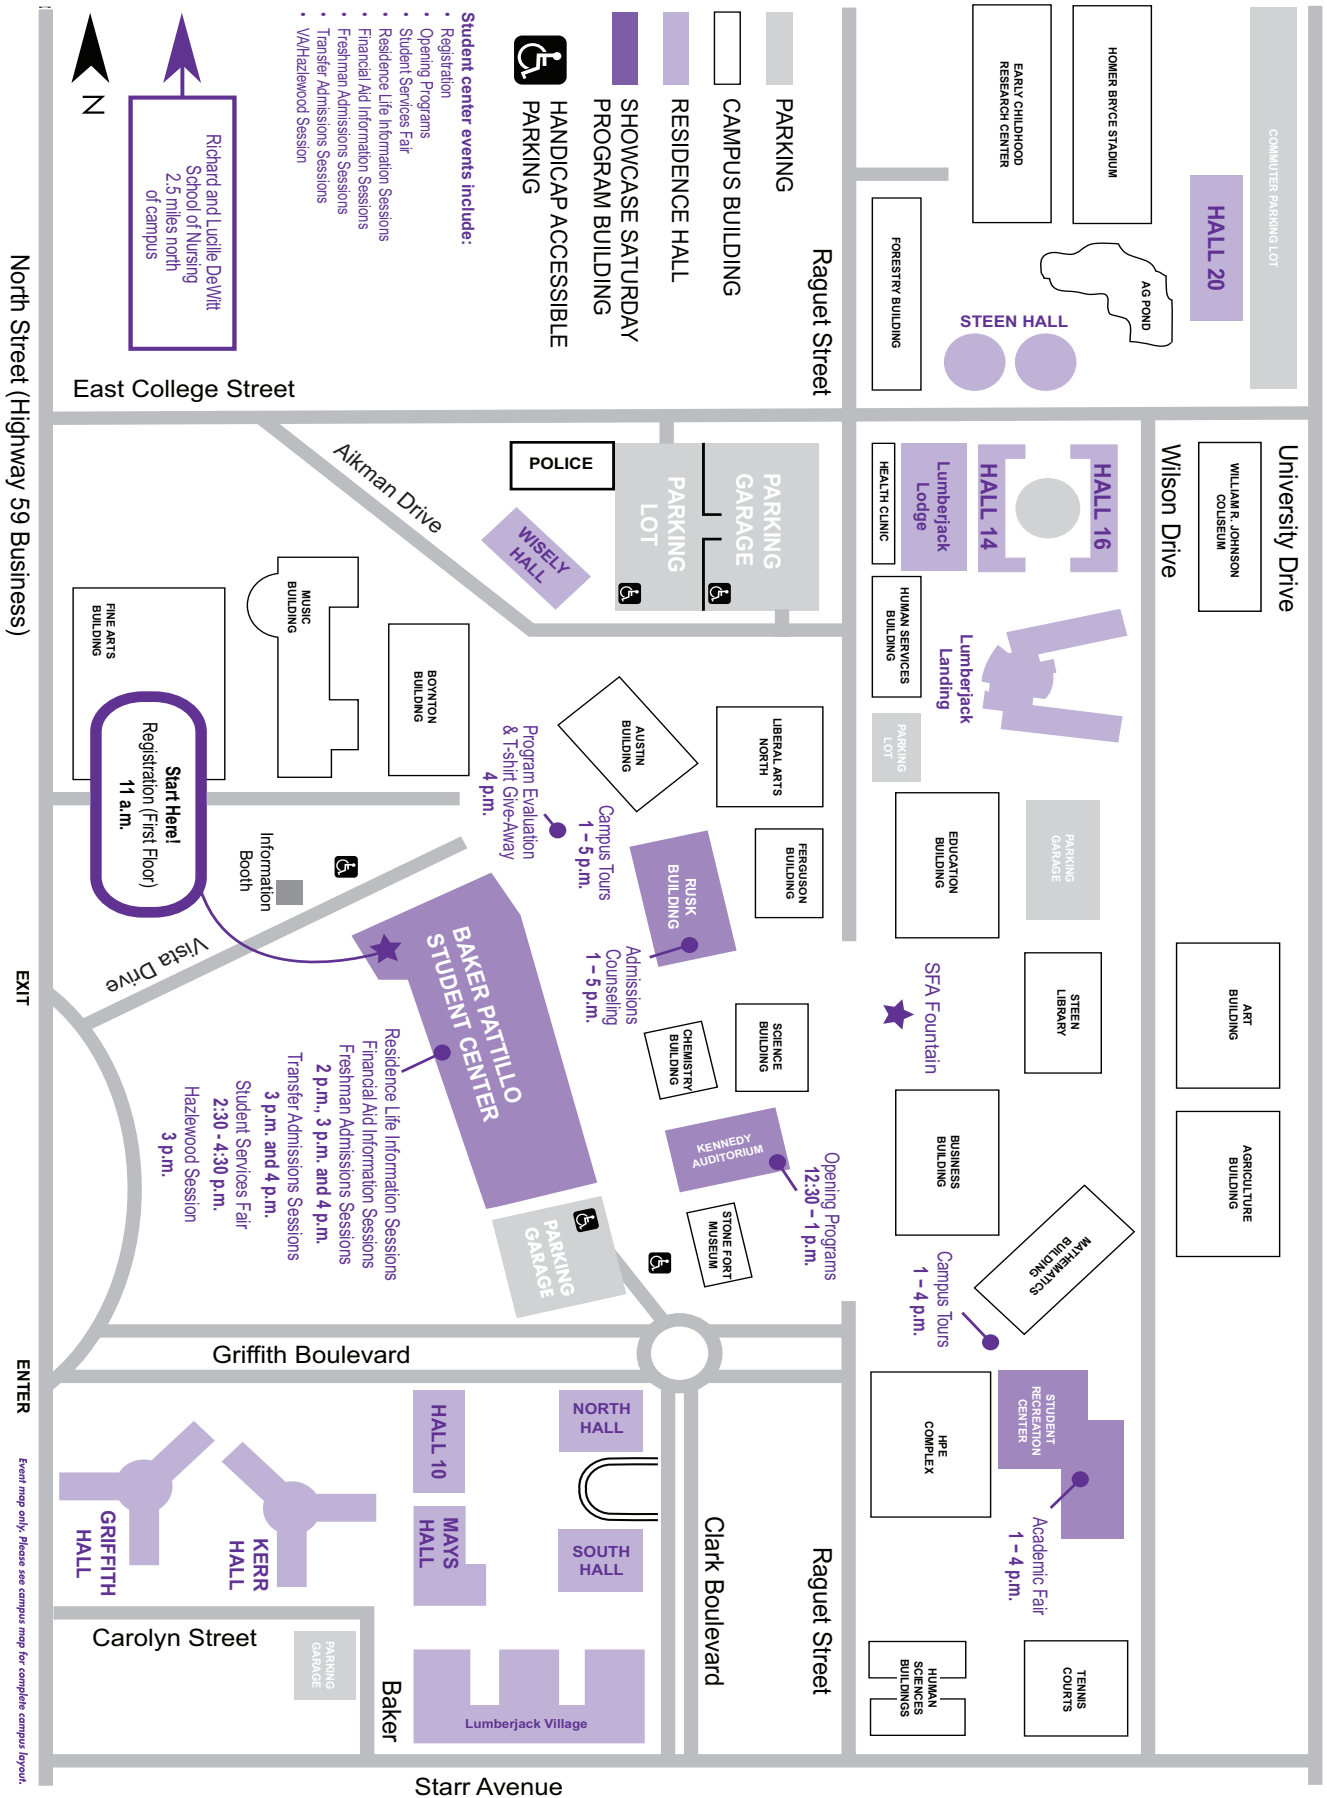 COMMUTER PARKING LOT
HOMER BRYCE STADIUM
EARLY CHILDHOOD
RESEARCH CENTER
HALL 20
AG POND
STEEN HALL
FORESTRY BUILDING
Raguet Street
PARKING
CAMPUS BUILDING
RESIDENCE HALL
SHOWCASE SATURDAY
PROGRAM BUILDING
HANDICAP ACCESSIBLE
PARKING
Student center events include:
• Registration
• Opening Programs
• Student Services Fair
• Residence Life Information Sessions
• Financial Aid Information Sessions
• Freshman Admissions Sessions
• Transfer Admissions Sessions
• VA/Hazlewood Session
N
Richard and Lucille DeWitt
School of Nursing
2.5 miles north
of campus
East College Street
North Street (Highway 59 Business)
University Drive
WILLIAM R. JOHNSON
COLISEUM
Wilson Drive
HALL 16
HALL 14
Lumberjack
Lodge
HEALTH CLINIC
HUMAN SERVICES
BUILDING
Lumberjack
Landing
PARKING
LOT
PARKING
GARAGE
PARKING
LOT
POLICE
WISELY
HALL
Aikman Drive
MUSIC
BUILDING
FINE ARTS
BUILDING
BOYNTON
BUILDING
AUSTIN
BUILDING
LIBERAL ARTS
NORTH
FERGUSON
BUILDING
EDUCATION
BUILDING
PARKING
GARAGE
Start Here!
Registration (First Floor)
11 a.m.
Program Evaluation
& T-shirt Give-Away
4 p.m.
Campus Tours
1 – 5 p.m.
RUSK
BUILDING
Admissions
Counseling
1 – 5 p.m.
Information
Booth
Vista Drive
EXIT
BAKER PATTILLO
STUDENT CENTER
Residence Life Information Sessions
Financial Aid Information Sessions
Freshman Admissions Sessions
2 p.m., 3 p.m. and 4 p.m.
Transfer Admissions Sessions
3 p.m. and 4 p.m.
Student Services Fair
2:30 - 4:30 p.m.
Hazlewood Session
3 p.m.
SFA Fountain
STEEN
LIBRARY
ART
BUILDING
AGRICULTURE
BUILDING
SCIENCE
BUILDING
CHEMISTRY
BUILDING
KENNEDY
AUDITORIUM
Opening Programs
12:30 – 1 p.m.
STONE FORT
MUSEUM
BUSINESS
BUILDING
MATHEMATICS
BUILDING
Campus Tours
1 – 4 p.m.
PARKING
GARAGE
Griffith Boulevard
ENTER
HALL 10
NORTH
HALL
MAYS
HALL
SOUTH
HALL
GRIFFITH
HALL
KERR
HALL
Clark Boulevard
HPE
COMPLEX
STUDENT
RECREATION
CENTER
Academic Fair
1 – 4 p.m.
Raguet Street
HUMAN
SCIENCES
BUILDINGS
TENNIS
COURTS
Carolyn Street
PARKING
GARAGE
Baker
Lumberjack Village
Starr Avenue
Event map only. Please see campus map for complete campus layout.